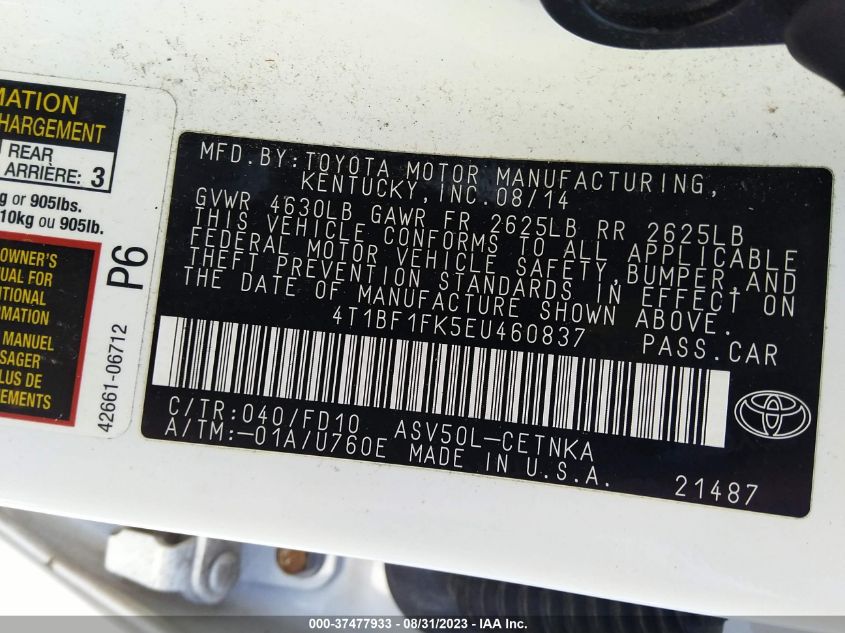 MATION
HARGEMENT
REAR
ARRIÈRE: 3
g or 905lbs.
10kg ou 905lb.
OWNER'S
UAL FOR
ITIONAL
RMATION
MANUEL
SAGER
LUS DE
EMENTS
P6
42661-06712
MFD.BY:TOYOTA MOTOR MANUFACTURING,
KENTUCKY,INC.08/14
GVWR 4630LB GAWR FR 2625LB RR 2625LB
THIS VEHICLE CONFORMS TO ALL APPLICABLE
FEDERAL MOTOR VEHICLE SAFETY,BUMPER,AND
THEFT PREVENTION STANDARDS IN EFFECT ON
THE DATE OF MANUFACTURE SHOWN ABOVE.
4T1BF1FK5EU460837 PASS.CAR
C/TR:040/FD10 ASV50L-CETNKA
A/TM:-01A/U760E MADE IN U.S.A.
21487
000-37477933 - 08/31/2023 - IAA Inc.